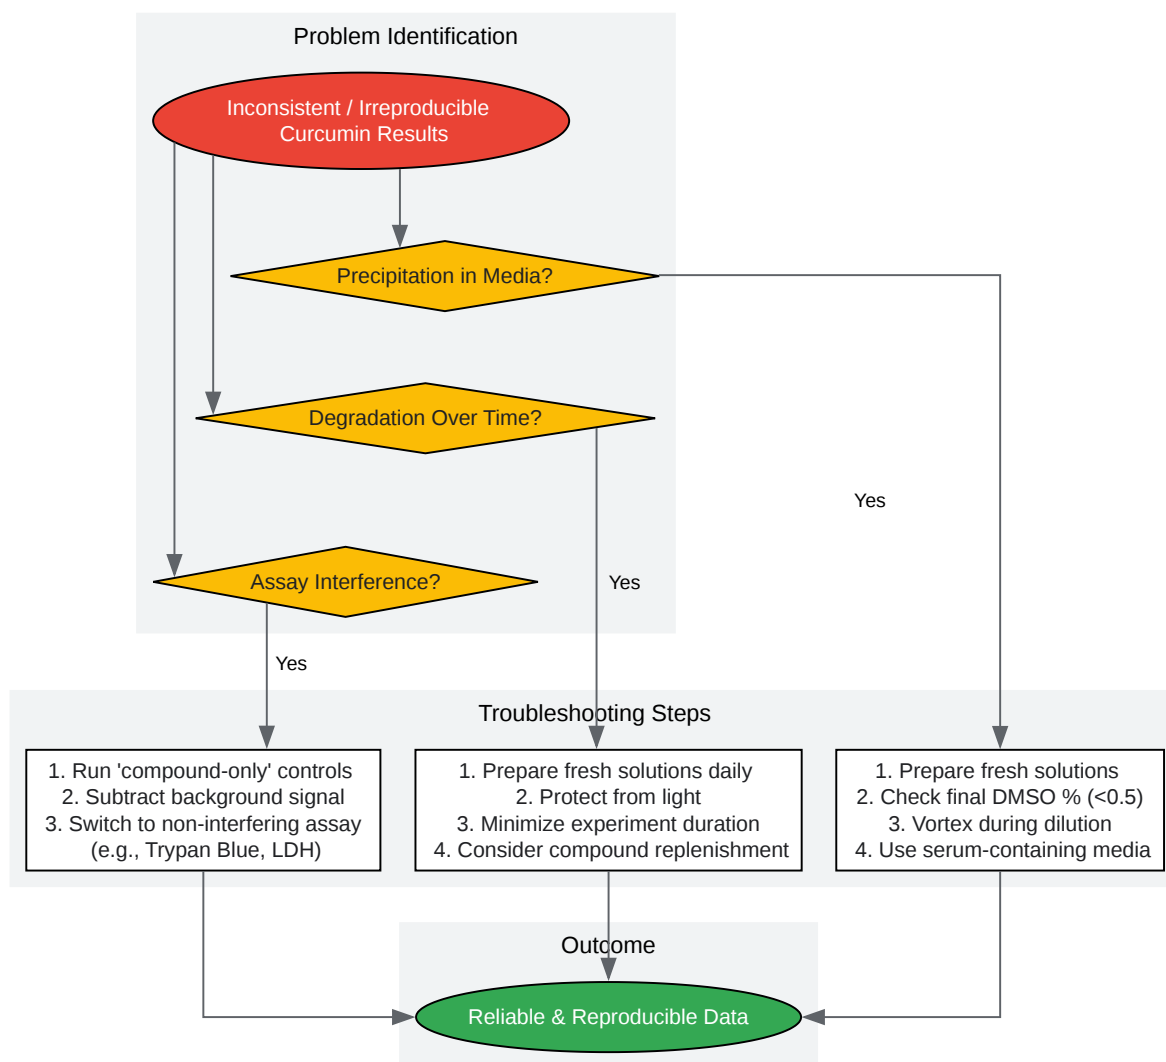 Problem Identification
Inconsistent / Irreproducible
Curcumin Results
Precipitation in Media?
Degradation Over Time?
Yes
Assay Interference?
Yes
Yes
Troubleshooting Steps
1. Run 'compound-only' controls
2. Subtract background signal
3. Switch to non-interfering assay
(e.g., Trypan Blue, LDH)
1. Prepare fresh solutions daily
2. Protect from light
3. Minimize experiment duration
4. Consider compound replenishment
1. Prepare fresh solutions
2. Check final DMSO % (<0.5)
3. Vortex during dilution
4. Use serum-containing media
Outcome
Reliable & Reproducible Data